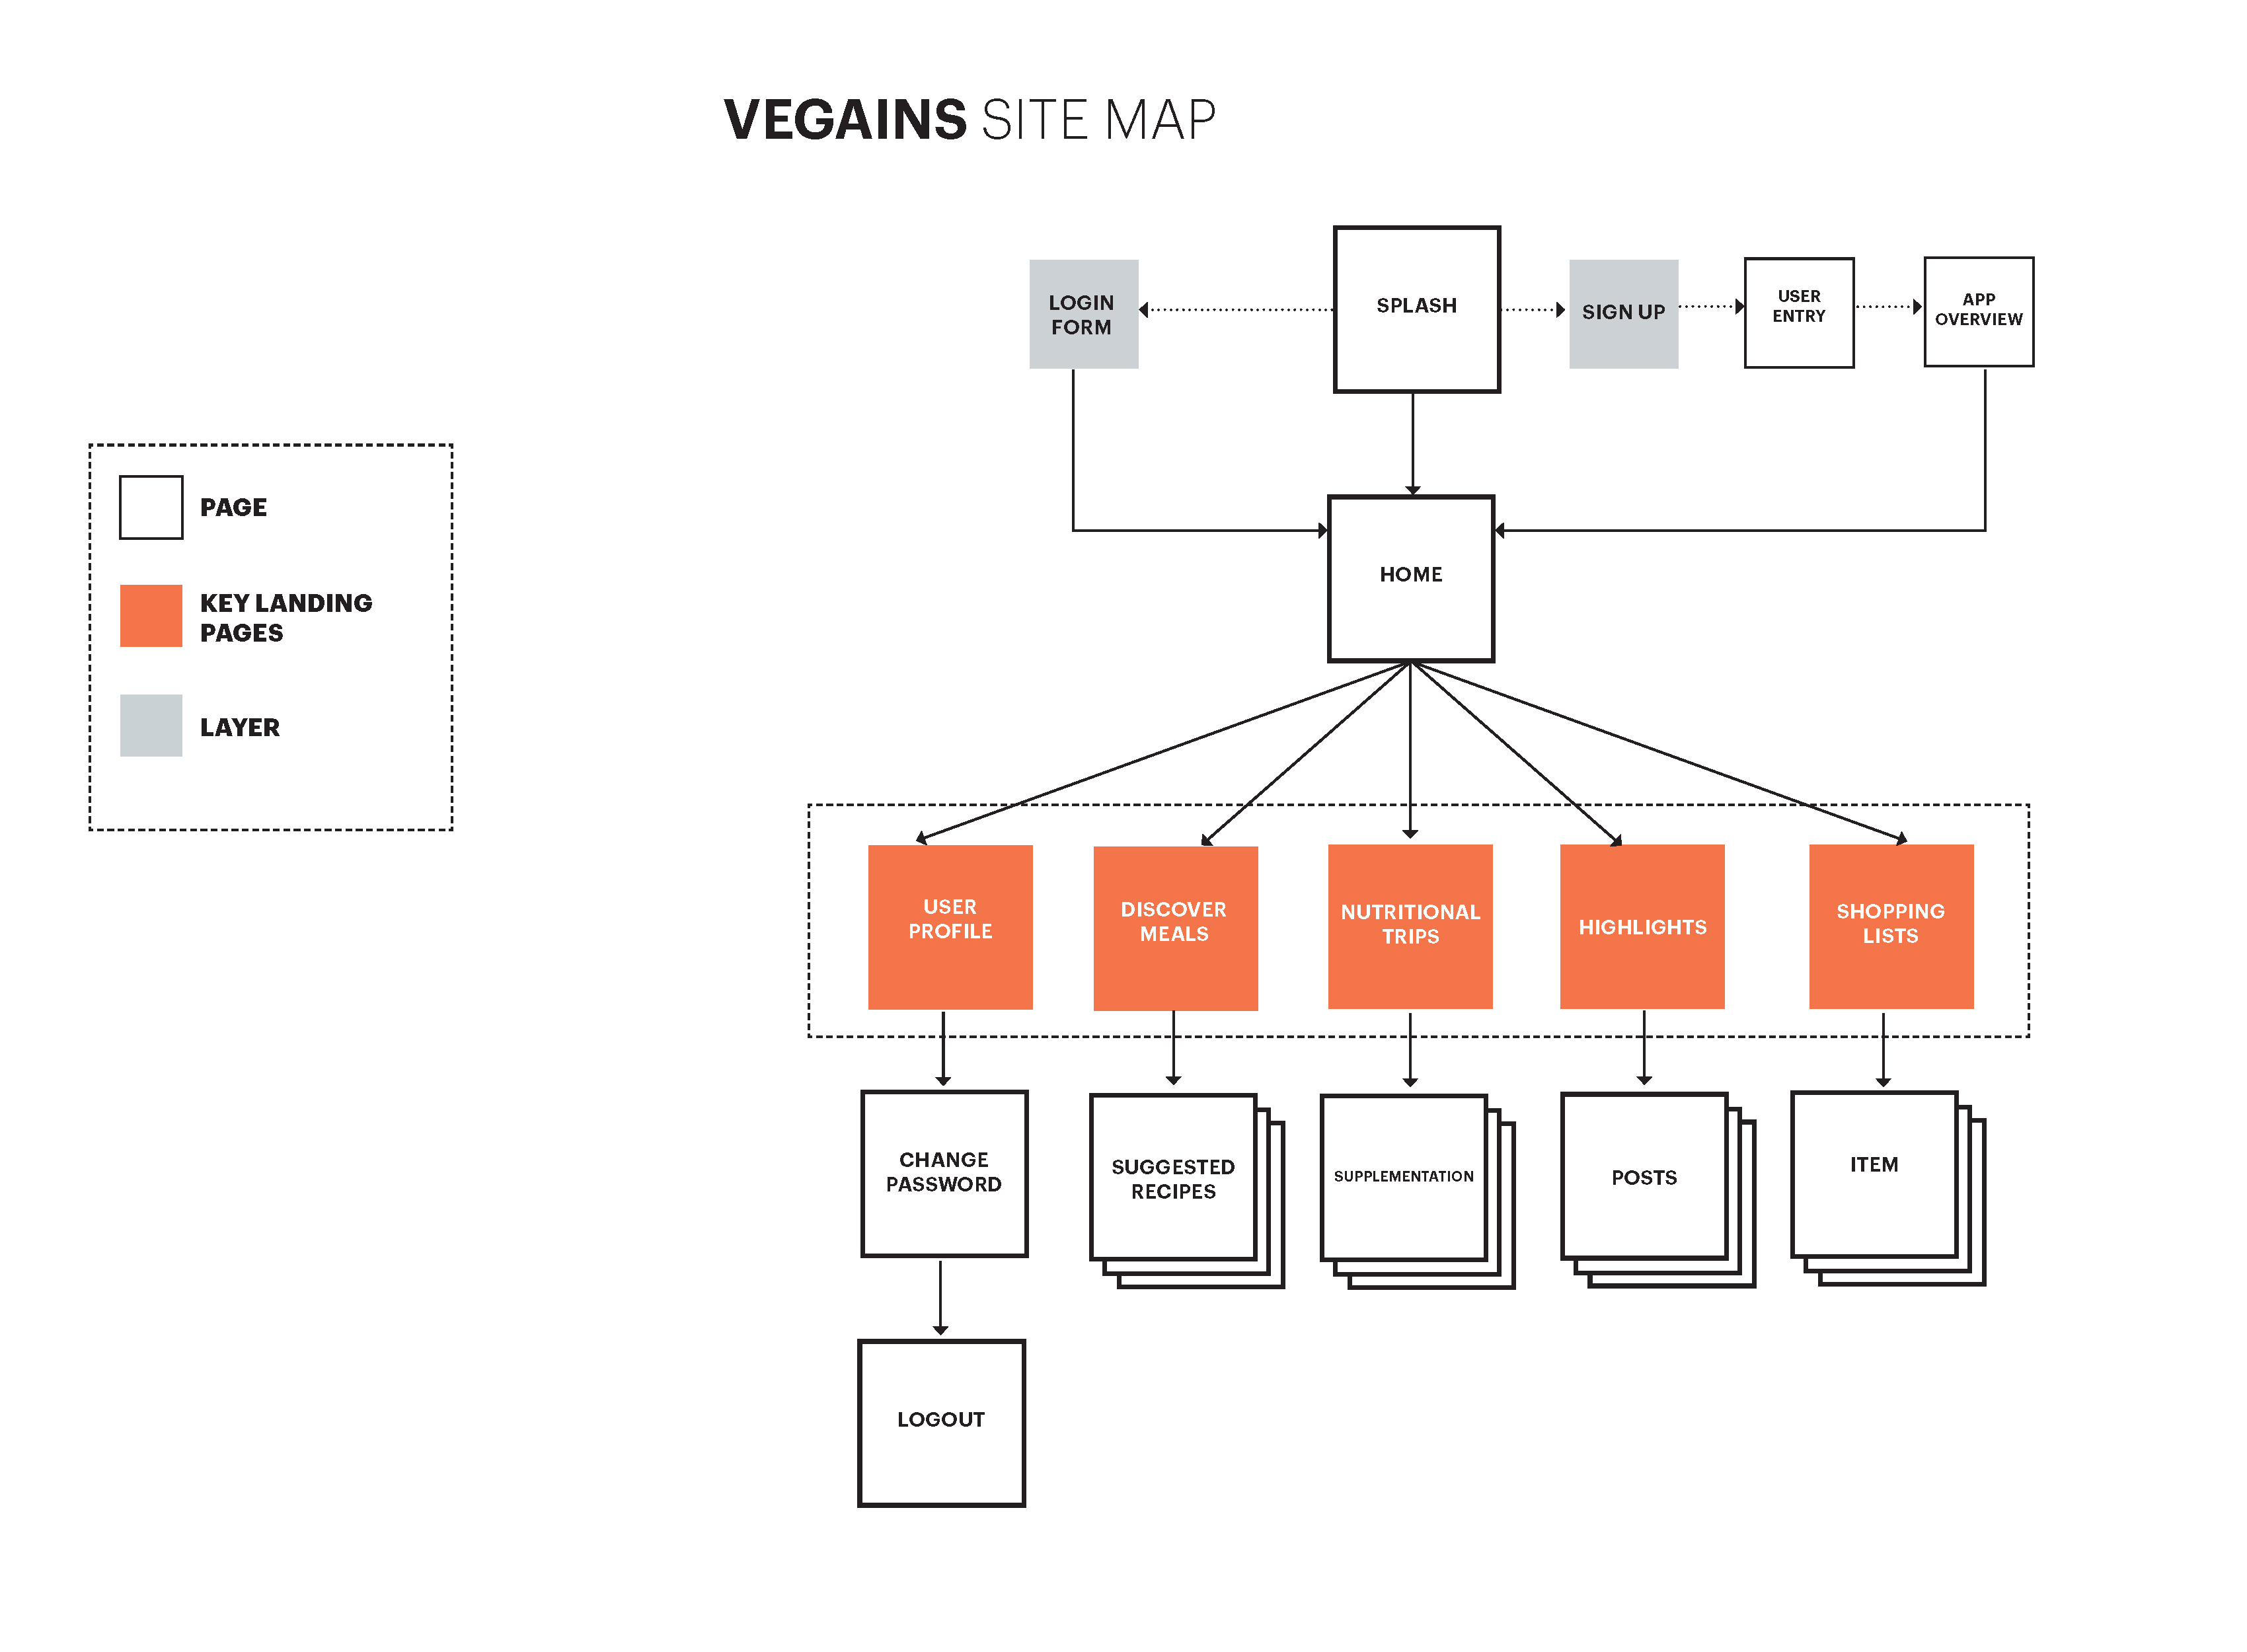 VEGAINS SITE MAP
LOGIN
FORM
SPLASH
SIGN UP
USER
ENTRY
APP
OVERVIEW
PAGE
KEY LANDING
PAGES
LAYER
HOME
USER
PROFILE
DISCOVER
MEALS
NUTRITIONAL
TRIPS
HIGHLIGHTS
SHOPPING
LISTS
CHANGE
PASSWORD
SUGGESTED
RECIPES
SUPPLEMENTATION
POSTS
ITEM
LOGOUT